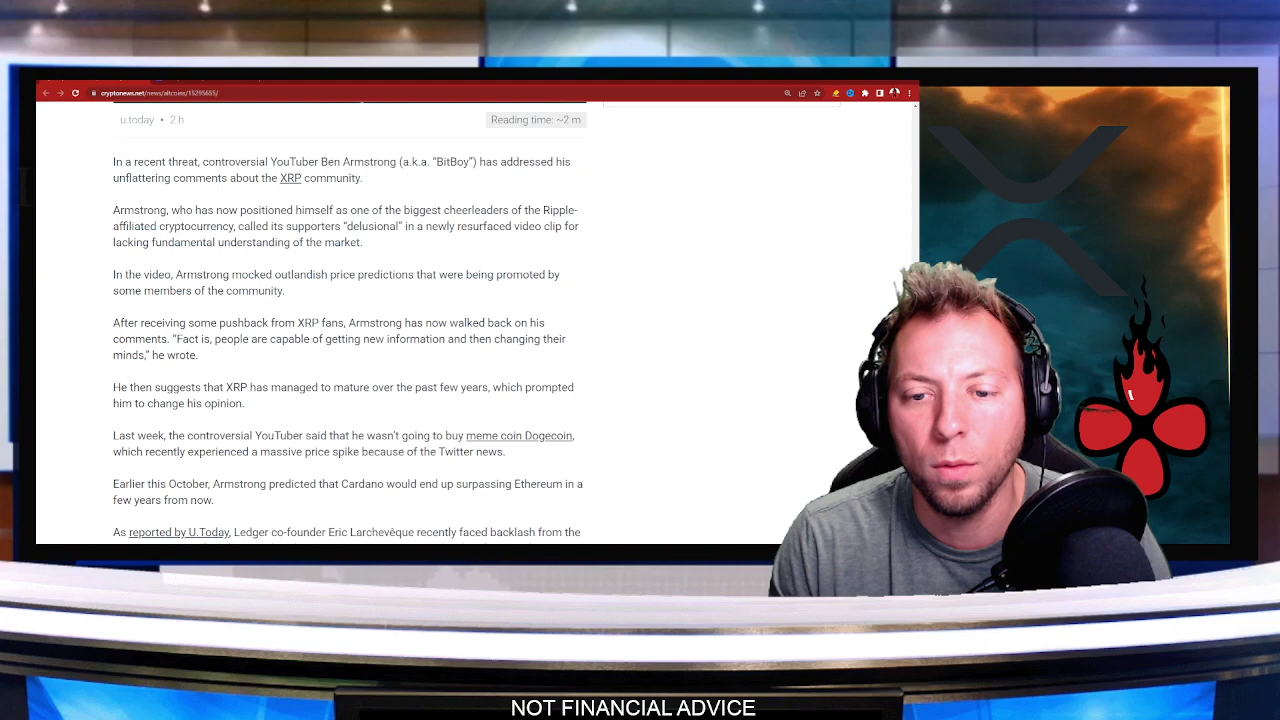 cryptonews.net/news/altcoins/15295655/
u.today • 2 h
Reading time: ~2 m
In a recent threat, controversial YouTuber Ben Armstrong (a.k.a. “BitBoy”) has addressed his
unflattering comments about the XRP community.
Armstrong, who has now positioned himself as one of the biggest cheerleaders of the Ripple-
affiliated cryptocurrency, called its supporters “delusional” in a newly resurfaced video clip for
lacking fundamental understanding of the market.
In the video, Armstrong mocked outlandish price predictions that were being promoted by
some members of the community.
After receiving some pushback from XRP fans, Armstrong has now walked back on his
comments. “Fact is, people are capable of getting new information and then changing their
minds,” he wrote.
He then suggests that XRP has managed to mature over the past few years, which prompted
him to change his opinion.
Last week, the controversial YouTuber said that he wasn’t going to buy meme coin Dogecoin,
which recently experienced a massive price spike because of the Twitter news.
Earlier this October, Armstrong predicted that Cardano would end up surpassing Ethereum in a
few years from now.
As reported by U.Today, Ledger co-founder Eric Larchevêque recently faced backlash from the
NOT FINANCIAL ADVICE